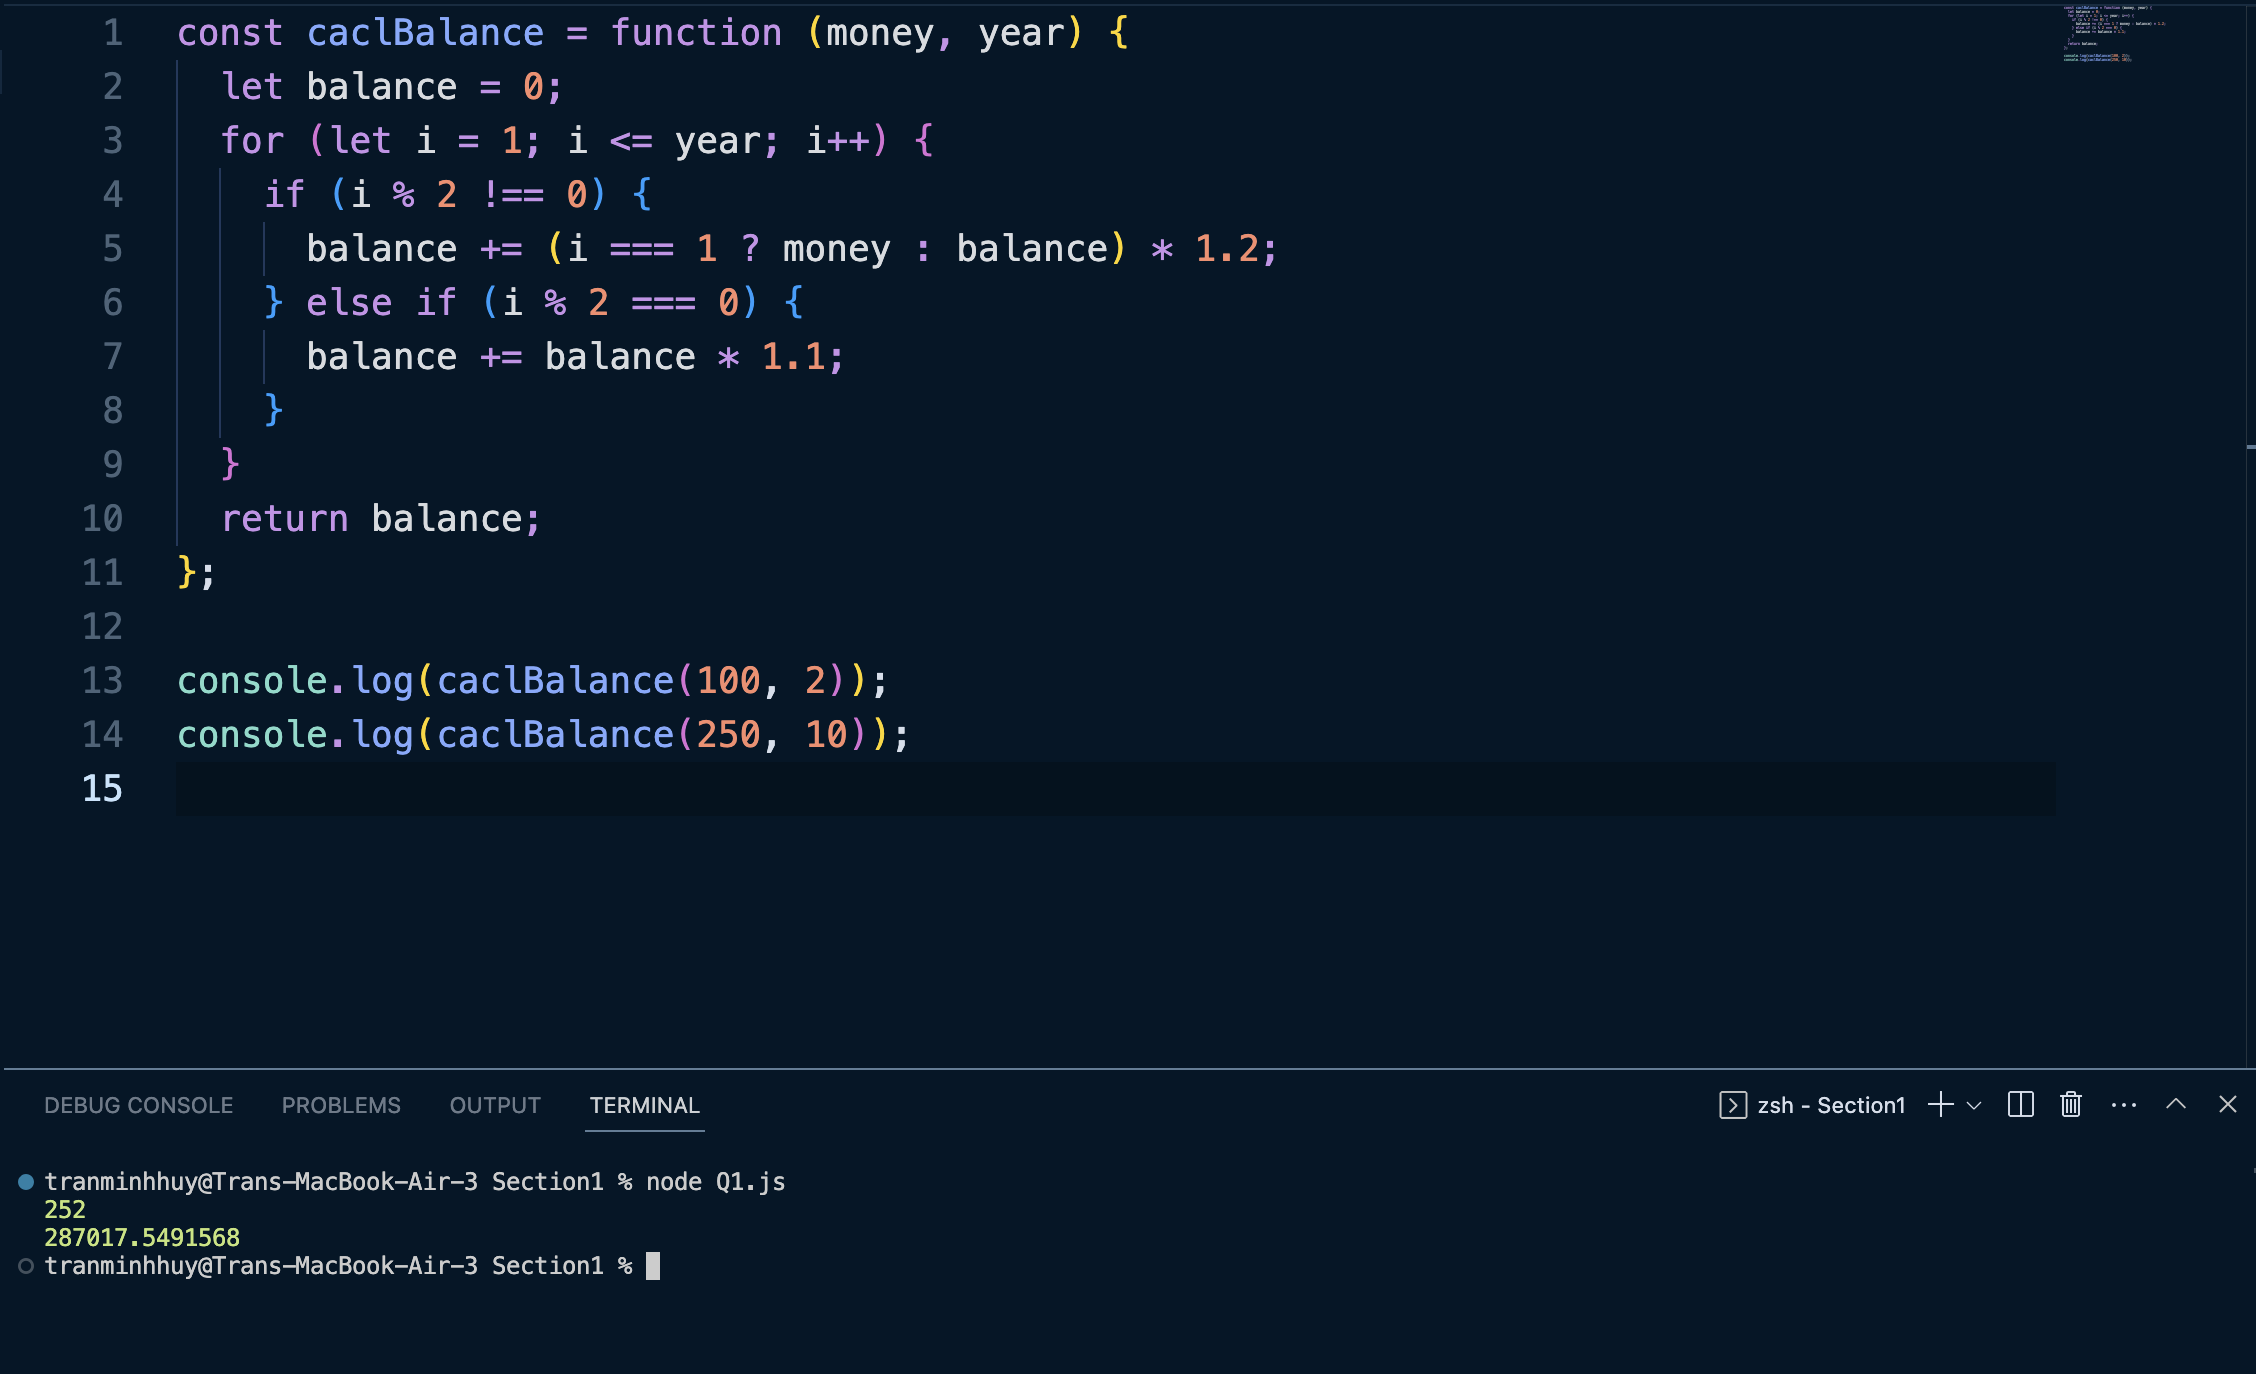 1 const caclBalance = function (money, year) {
2 let balance = 0;
3 for (let i = 1; i <= year; i++) {
4 if (i % 2 !== 0) {
5 balance += (i === 1 ? money : balance) * 1.2;
6 } else if (i % 2 === 0) {
7 balance += balance * 1.1;
8 }
9 }
10 return balance;
11 };
12
13 console.log(caclBalance(100, 2));
14 console.log(caclBalance(250, 10));
15
DEBUG CONSOLE PROBLEMS OUTPUT TERMINAL zsh - Section1
tranminhhuy@Trans-MacBook-Air-3 Section1 % node Q1.js
252
287017.5491568
tranminhhuy@Trans-MacBook-Air-3 Section1 %